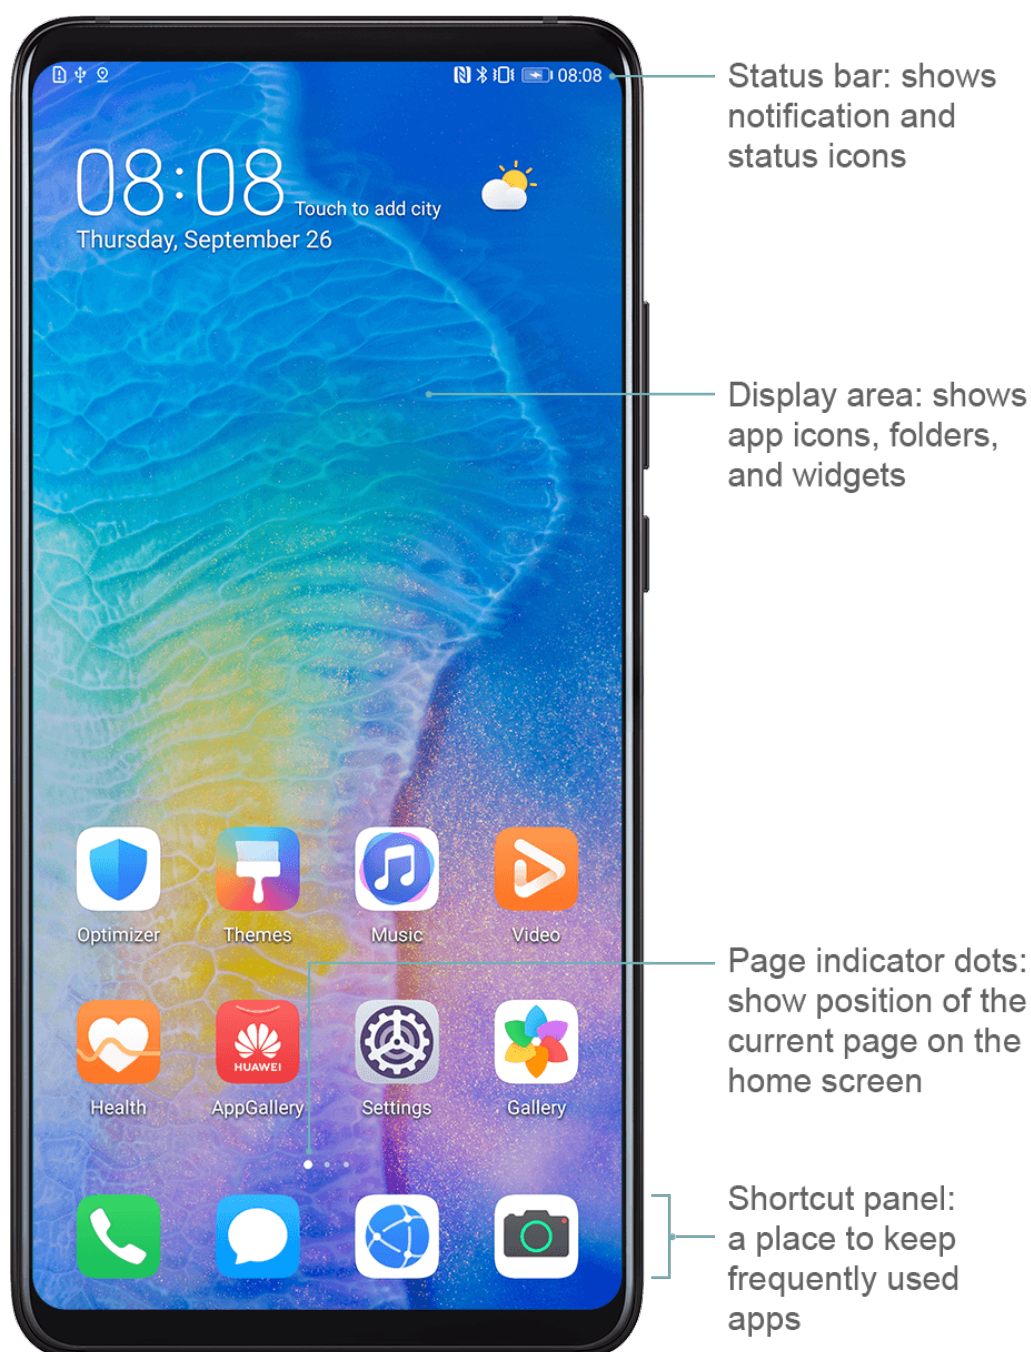 08:08
Status bar: shows
notification and
status icons
08:08
Touch to add city
Thursday, September 26
Display area: shows
app icons, folders,
and widgets
Optimizer
Themes
Music
Video
Page indicator dots:
show position of the
current page on the
home screen
HUAWEI
Health
AppGallery
Settings
Gallery
Shortcut panel:
a place to keep
frequently used
apps